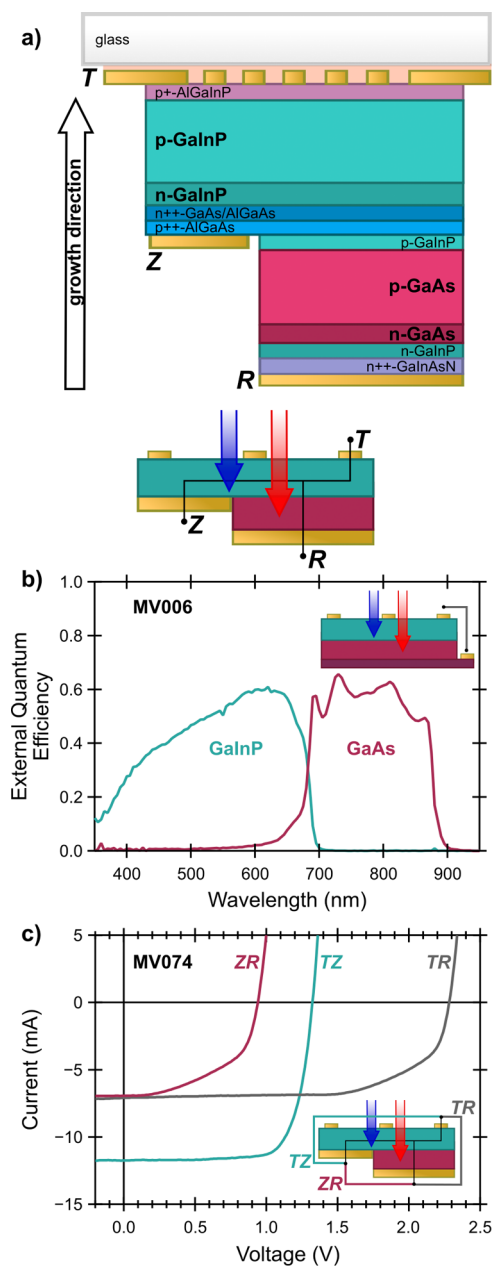 a)
glass
T
p+-AlGaInP
p-GaInP
n-GaInP
n++-GaAs/AlGaAs
p++-AlGaAs
p-GaInP
Z
p-GaAs
n-GaAs
n-GaInP
n++-GaInAsN
R
growth direction
T
Z
R
b)
1.0
MV006
0.8
0.6
GaInP
GaAs
0.4
0.2
0.0
External Quantum
Efficiency
400 500 600 700 800 900
Wavelength (nm)
c)
5
MV074
ZR
TZ
TR
0
−5
−10
−15
Current (mA)
TR
TZ
ZR
0.0 0.5 1.0 1.5 2.0 2.5
Voltage (V)